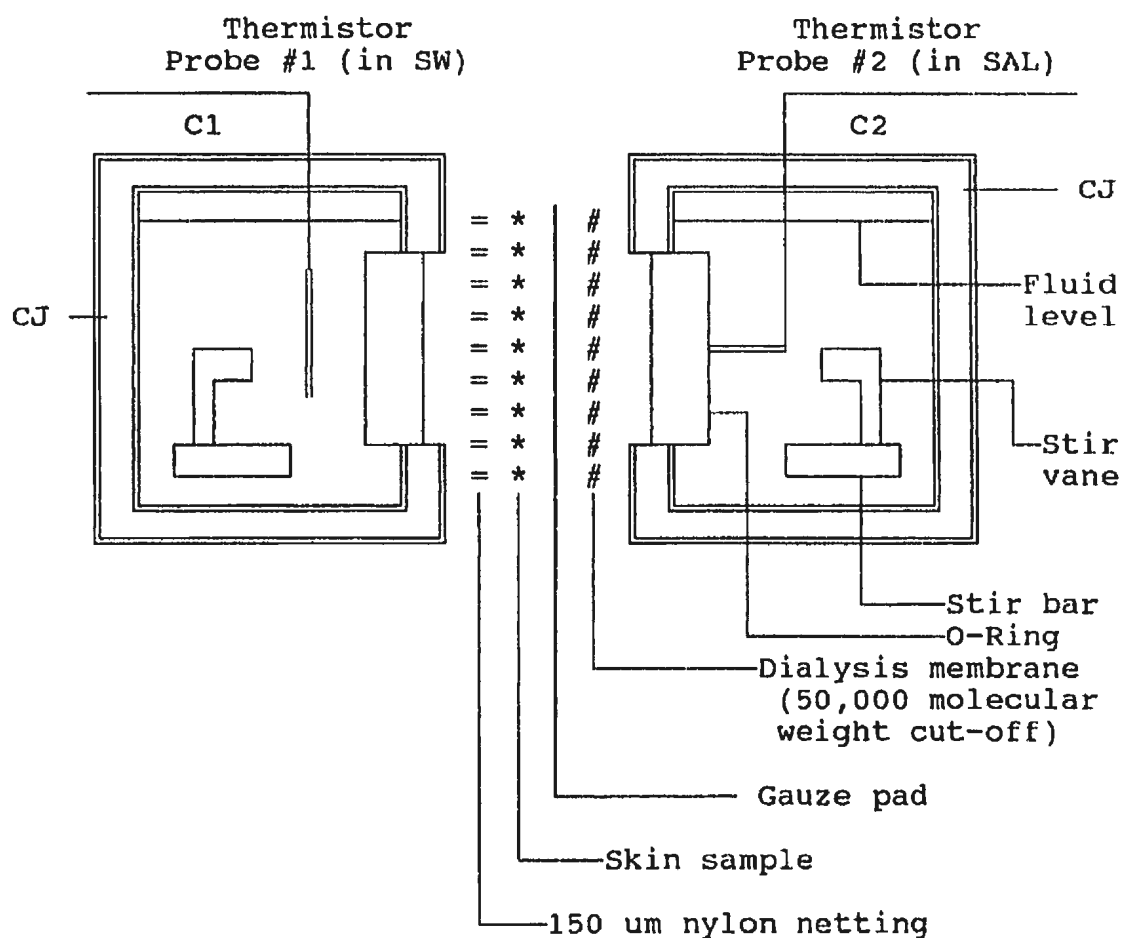 Thermistor
Probe #1 (in SW)
Thermistor
Probe #2 (in SAL)
C1
C2
CJ
= * #
= * #
= * #
= * #
= * #
= * #
= * #
= * #
= * #
Fluid
level
CJ
Stir
vane
Stir bar
O-Ring
Dialysis membrane
(50,000 molecular
weight cut-off)
Gauze pad
Skin sample
150 um nylon netting